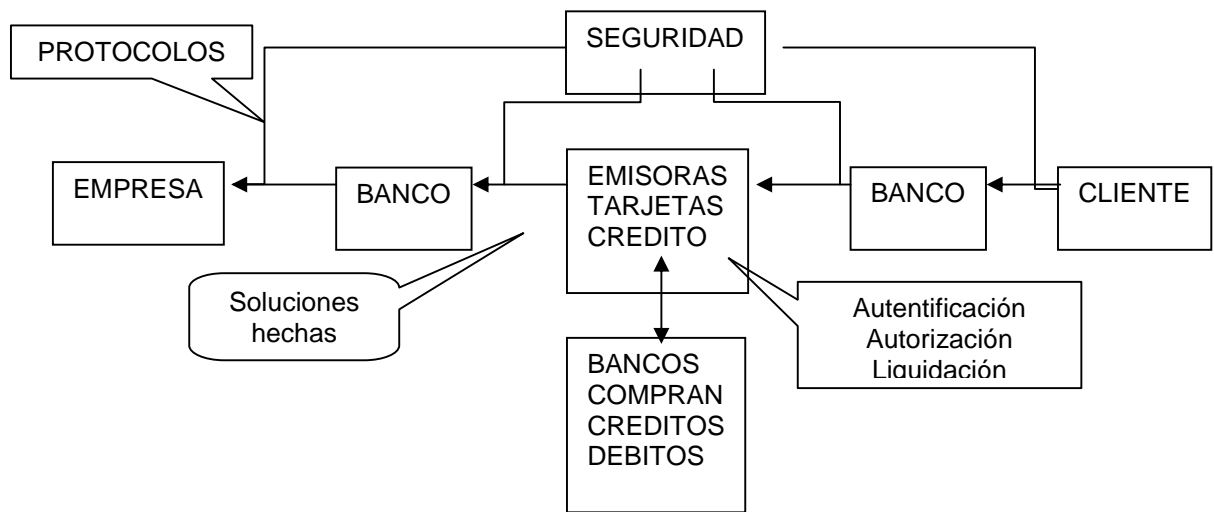 PROTOCOLOS
SEGURIDAD
EMPRESA
BANCO
EMISORAS
TARJETAS
CREDITO
BANCO
CLIENTE
Soluciones
hechas
Autentificación
Autorización
Liquidación
BANCOS
COMPRAN
CREDITOS
DEBITOS